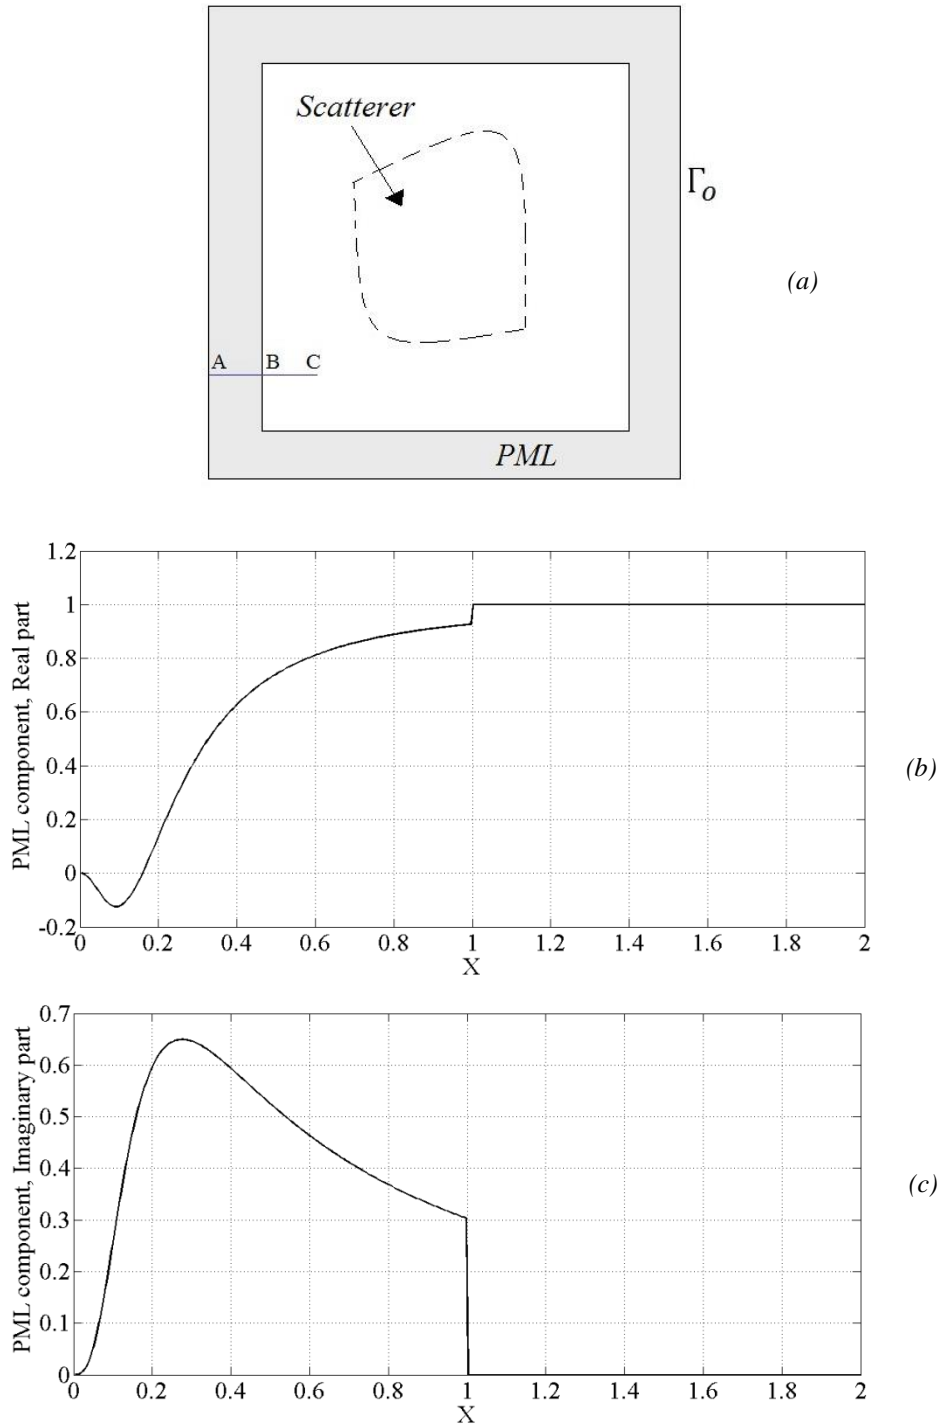 Scatterer
Γo
(a)
A B C
PML
PML component, Real part
1.2
1
0.8
0.6
0.4
0.2
0
-0.2
0 0.2 0.4 0.6 0.8 1 1.2 1.4 1.6 1.8 2
X
(b)
PML component, Imaginary part
0.7
0.6
0.5
0.4
0.3
0.2
0.1
0
0 0.2 0.4 0.6 0.8 1 1.2 1.4 1.6 1.8 2
X
(c)